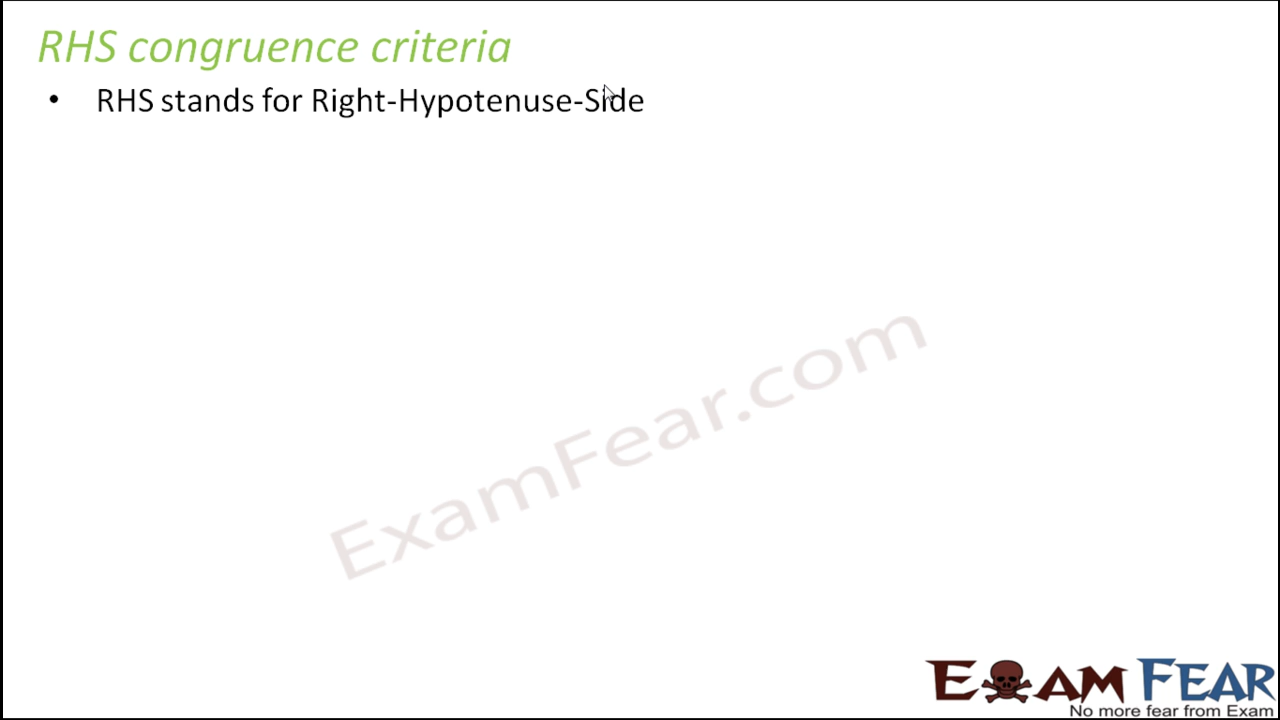 RHS congruence criteria
• RHS stands for Right-Hypotenuse-Side
ExamFear.com
EXAM FEAR
No more fear from Exam